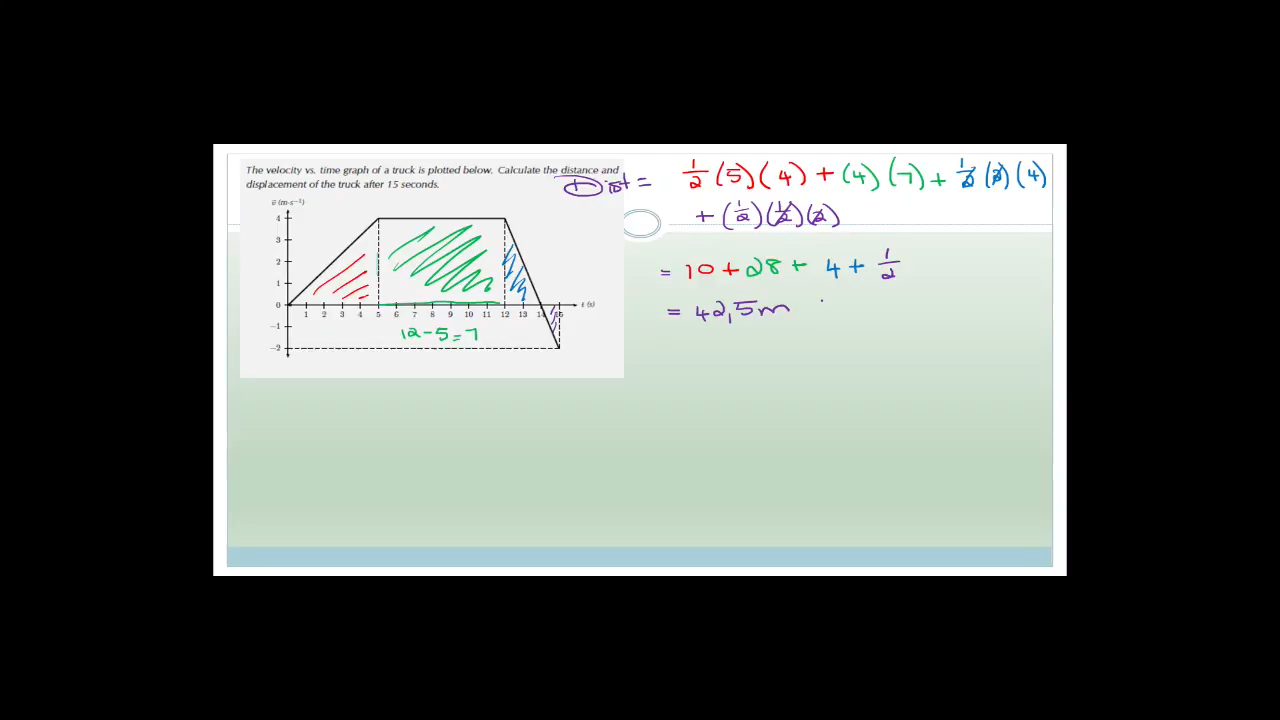 The velocity vs. time graph of a truck is plotted below. Calculate the distance and
displacement of the truck after 15 seconds.
v⃗ (m·s⁻¹)
4
3
2
1
0
−1
−2
1 2 3 4 5 6 7 8 9 10 11 12 13 14 15
t (s)
12 - 5 = 7
= 1/2 (5)(4) + (4)(7) + 1/2 (2)(4)
+ (1/2)(1/2)(2)
= 10 + 28 + 4 + 1/2
= 42,5m